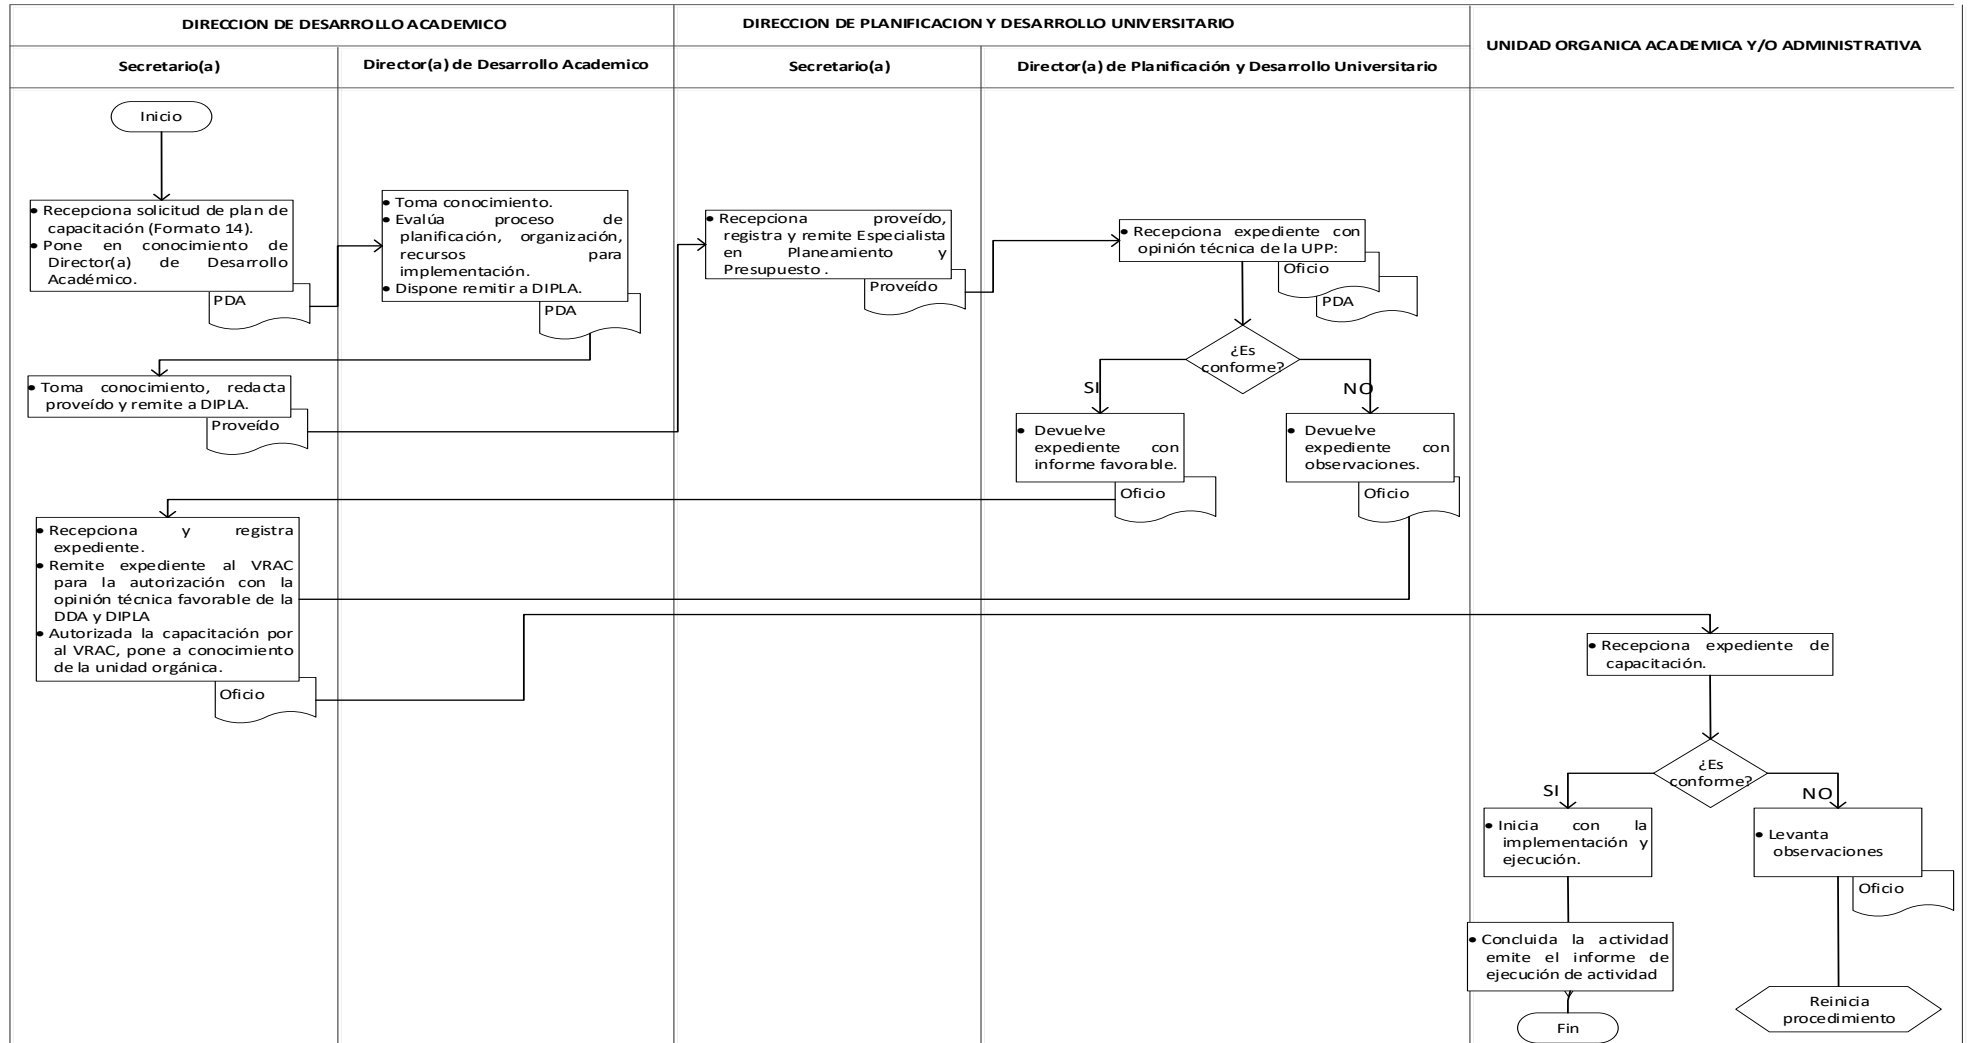 DIRECCION DE DESARROLLO ACADEMICO
DIRECCION DE PLANIFICACION Y DESARROLLO UNIVERSITARIO
UNIDAD ORGANICA ACADEMICA Y/O ADMINISTRATIVA
Secretario(a)
Director(a) de Desarrollo Academico
Secretario(a)
Director(a) de Planificación y Desarrollo Universitario
Inicio
• Recepciona solicitud de plan de
capacitación (Formato 14).
• Pone en conocimiento de
Director(a) de Desarrollo
Académico.
PDA
• Toma conocimiento.
• Evalúa proceso de
planificación, organización,
recursos para
implementación.
• Dispone remitir a DIPLA.
PDA
• Toma conocimiento, redacta
proveído y remite a DIPLA.
Proveído
• Recepciona proveído,
registra y remite Especialista
en Planeamiento y
Presupuesto .
Proveído
• Recepciona expediente con
opinión técnica de la UPP:
Oficio
PDA
¿Es
conforme?
SI
NO
• Devuelve
expediente con
informe favorable.
Oficio
• Devuelve
expediente con
observaciones.
Oficio
• Recepciona y registra
expediente.
• Remite expediente al VRAC
para la autorización con la
opinión técnica favorable de la
DDA y DIPLA
• Autorizada la capacitación por
al VRAC, pone a conocimiento
de la unidad orgánica.
Oficio
• Recepciona expediente de
capacitación.
¿Es
conforme?
SI
NO
• Inicia con la
implementación y
ejecución.
• Levanta
observaciones
Oficio
• Concluida la actividad
emite el informe de
ejecución de actividad
Fin
Reinicia
procedimiento